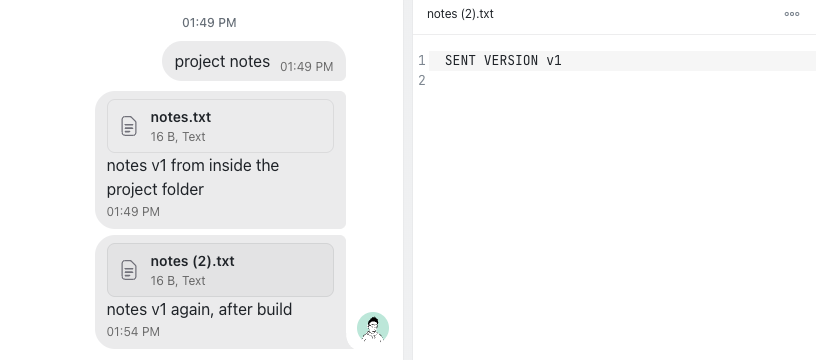 01:49 PM
project notes 01:49 PM
notes.txt
16 B, Text
notes v1 from inside the
project folder
01:49 PM
notes (2).txt
16 B, Text
notes v1 again, after build
01:54 PM
notes (2).txt
1 SENT VERSION v1
2